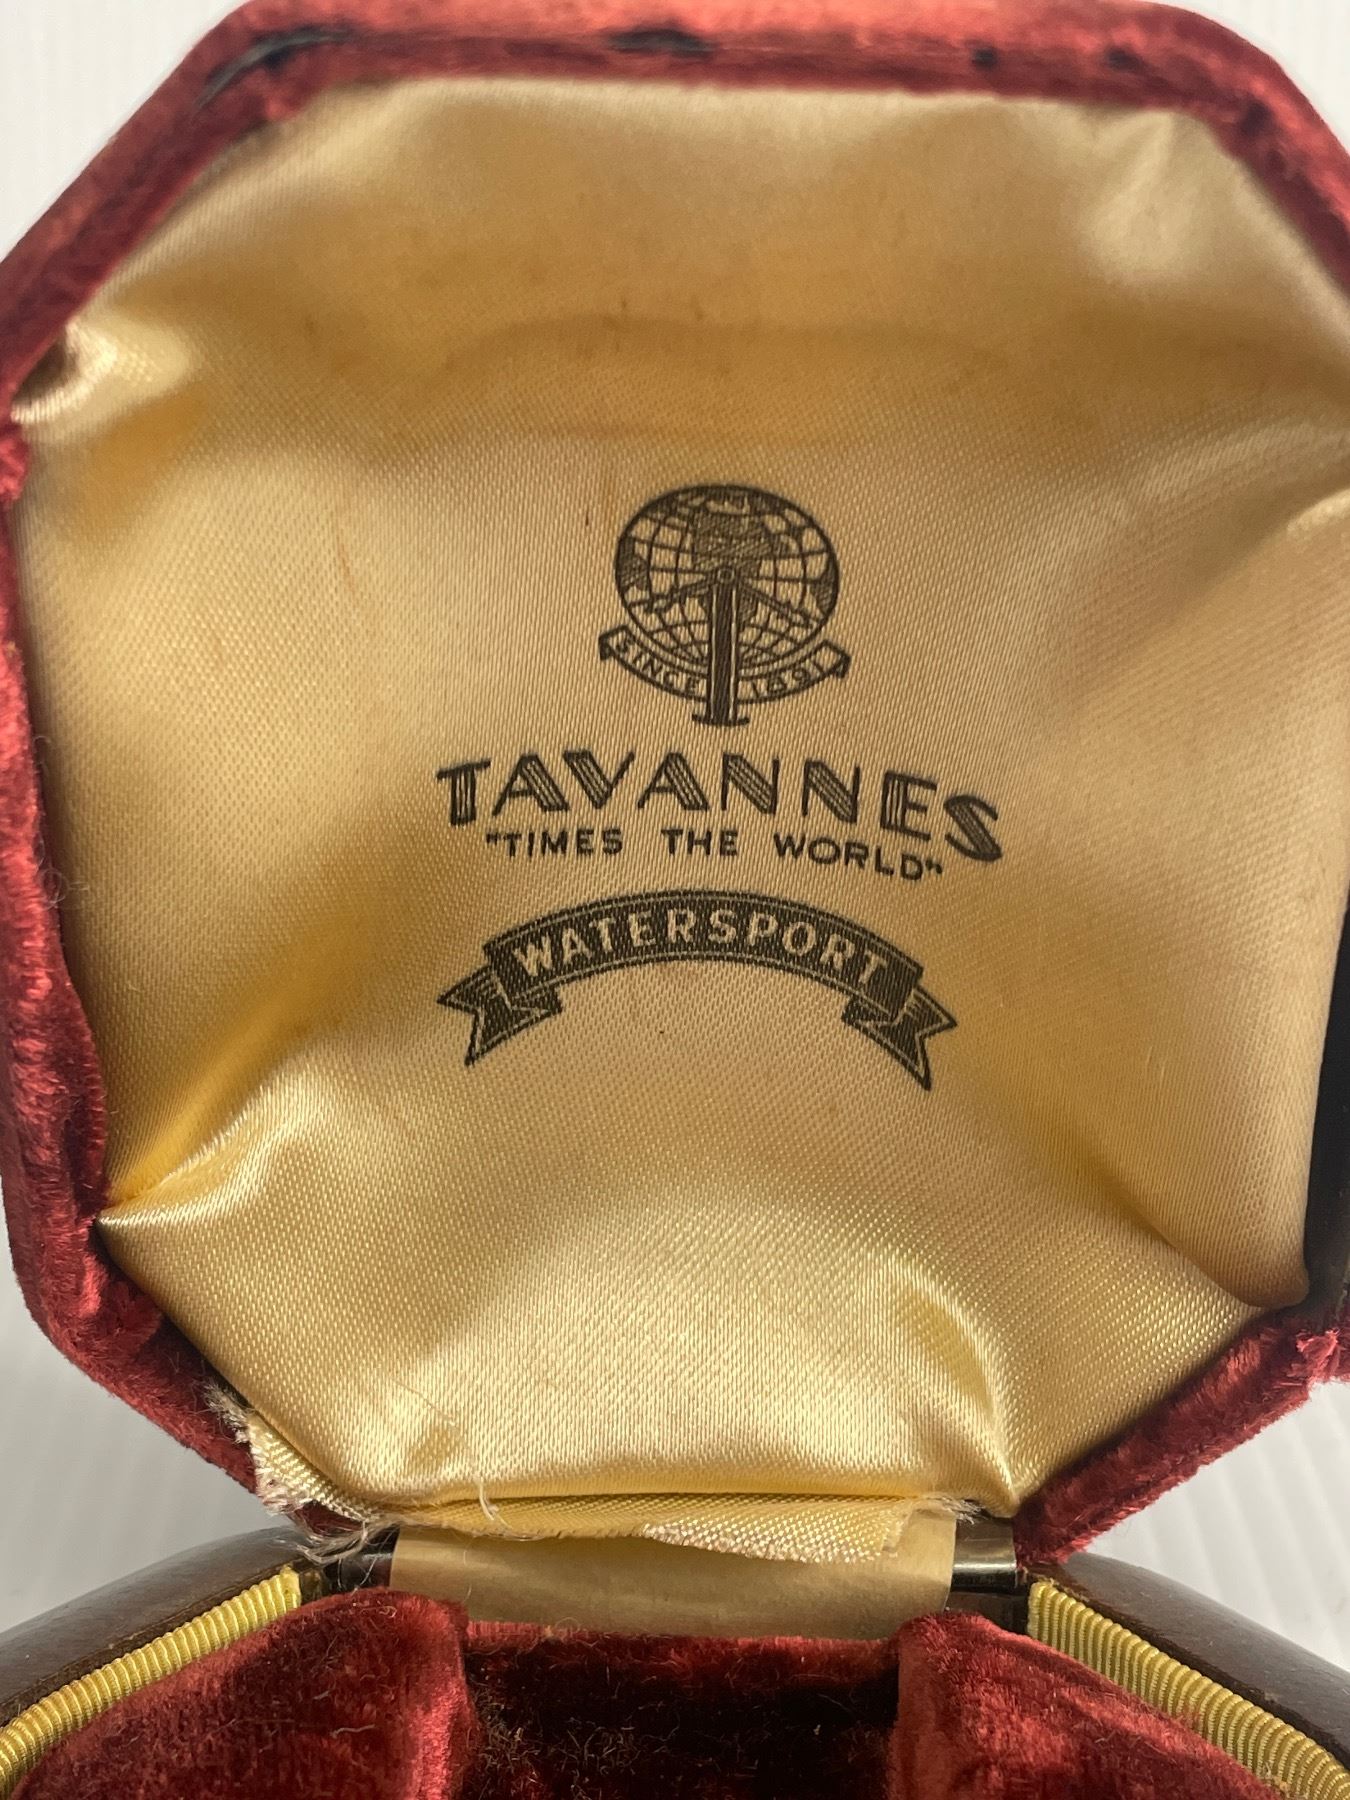 SINCE 1891
TAVANNES
"TIMES THE WORLD"
WATERSPORT